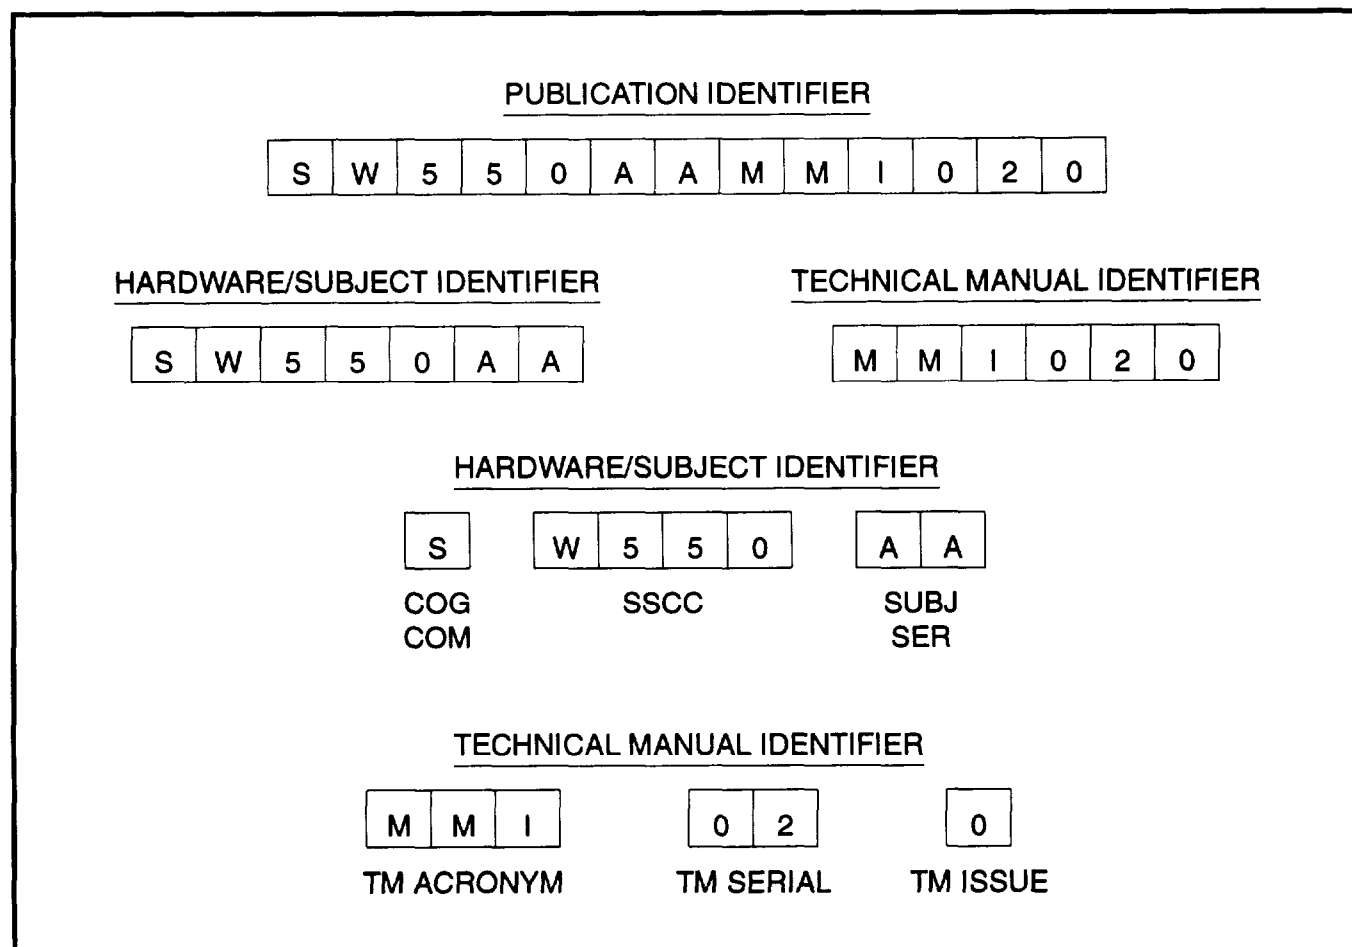 PUBLICATION IDENTIFIER
S W 5 5 0 A A M M I 0 2 0
HARDWARE/SUBJECT IDENTIFIER TECHNICAL MANUAL IDENTIFIER
S W 5 5 0 A A M M I 0 2 0
HARDWARE/SUBJECT IDENTIFIER
S W 5 5 0 A A
COG SSCC SUBJ
COM SER
TECHNICAL MANUAL IDENTIFIER
M M I 0 2 0
TM ACRONYM TM SERIAL TM ISSUE